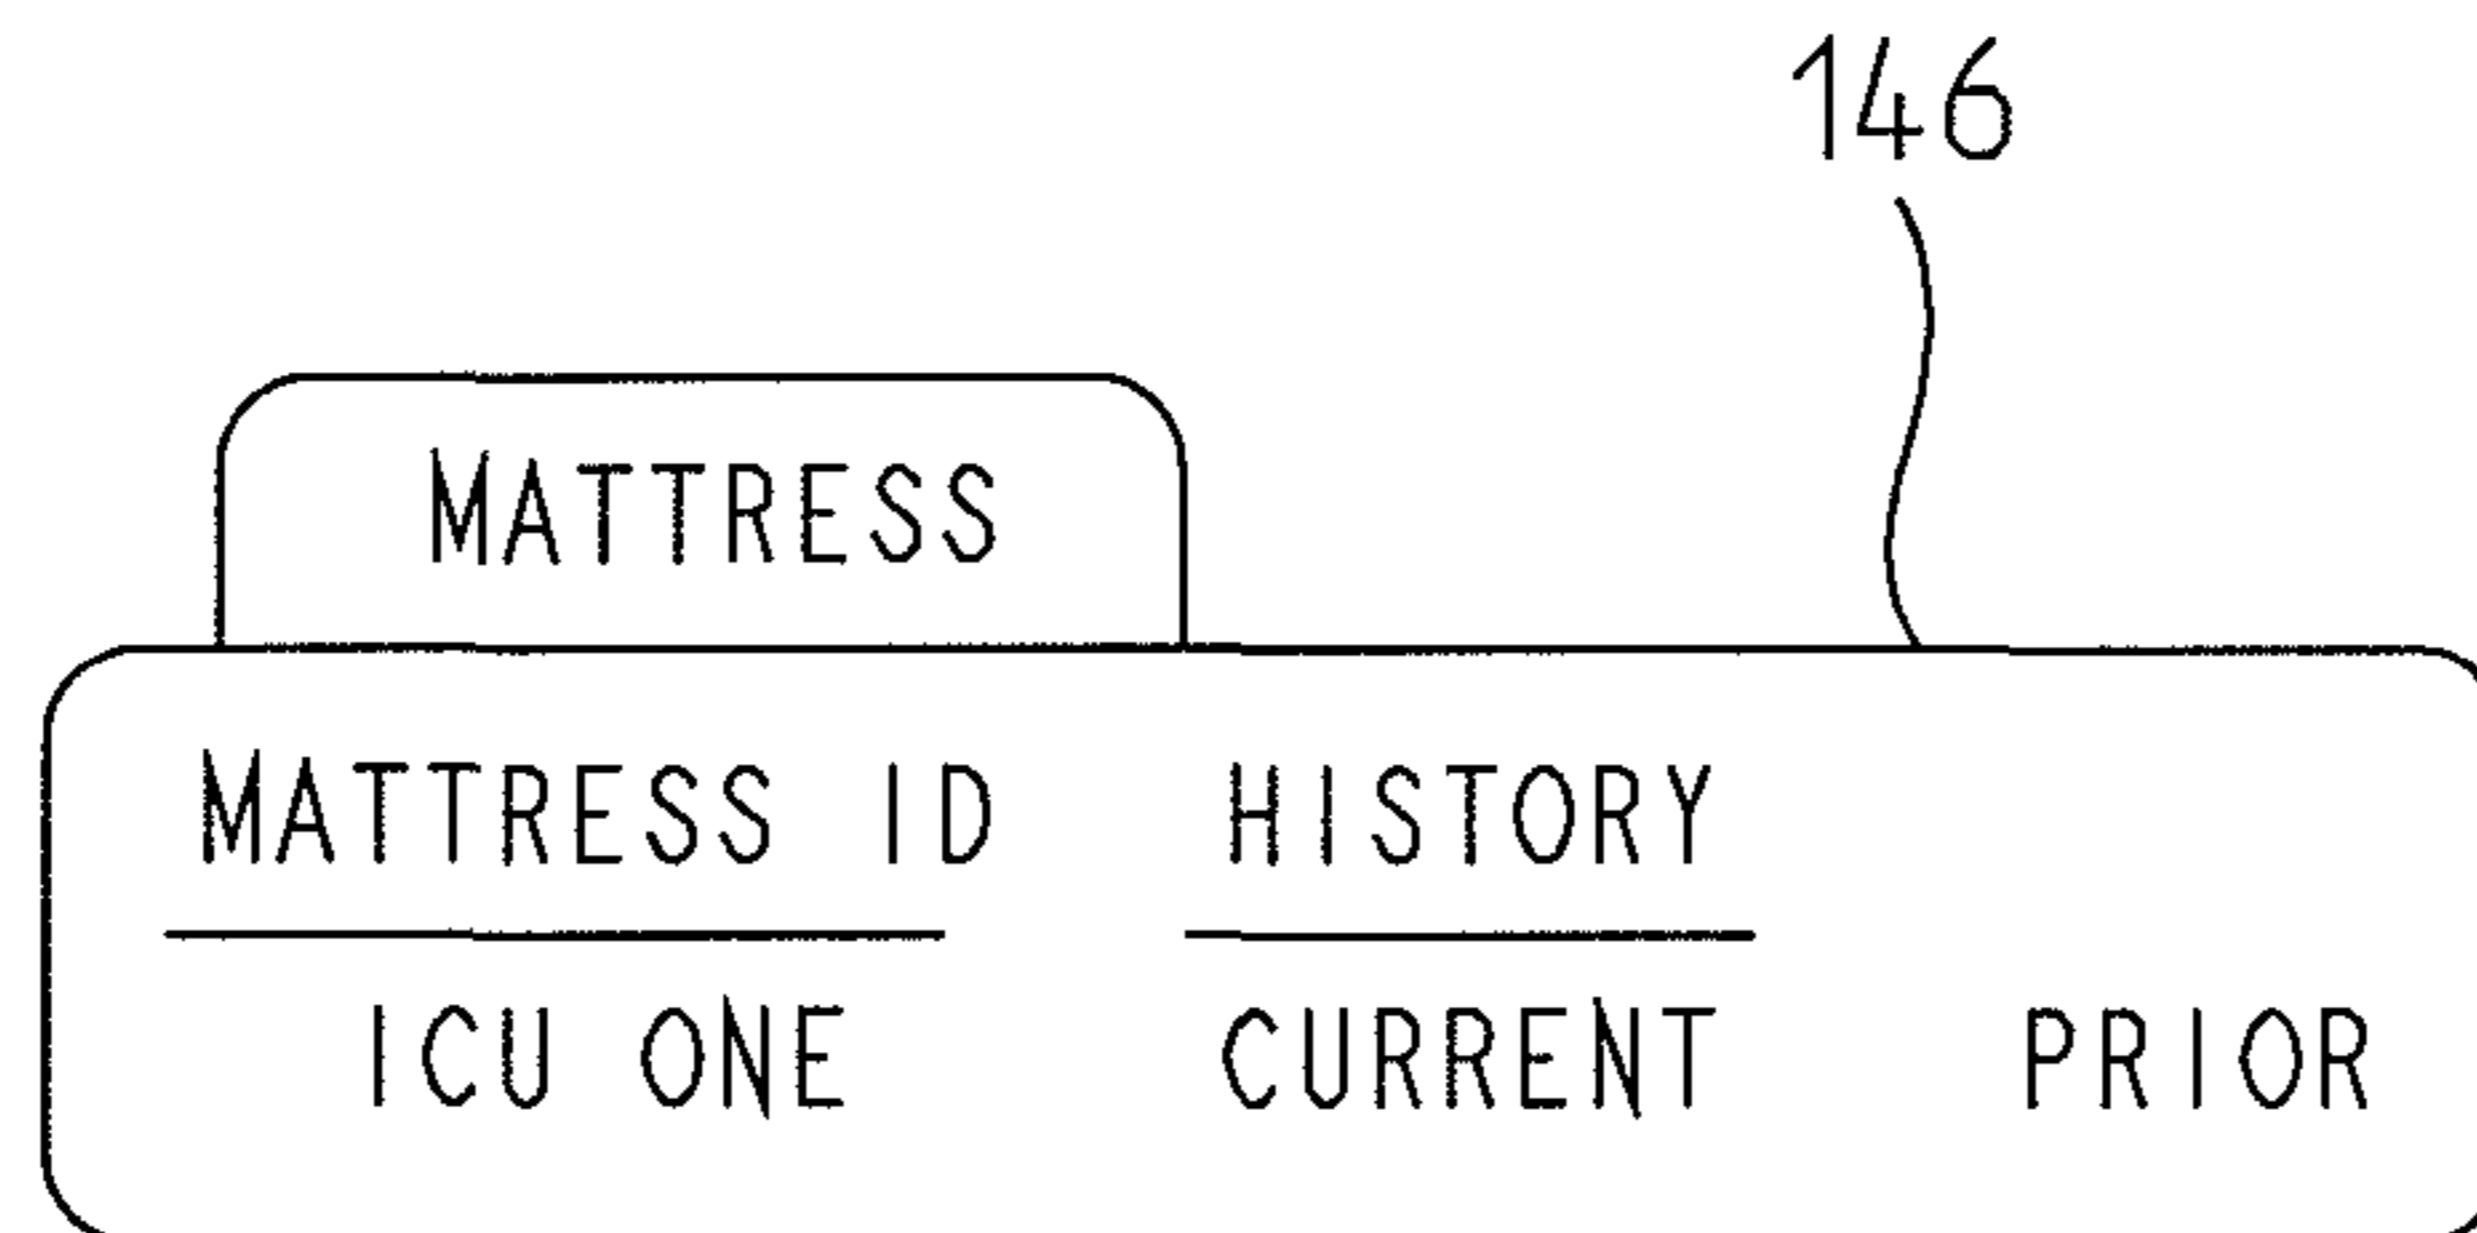 146
MATTRESS
MATTRESS ID HISTORY
ICU ONE CURRENT PRIOR